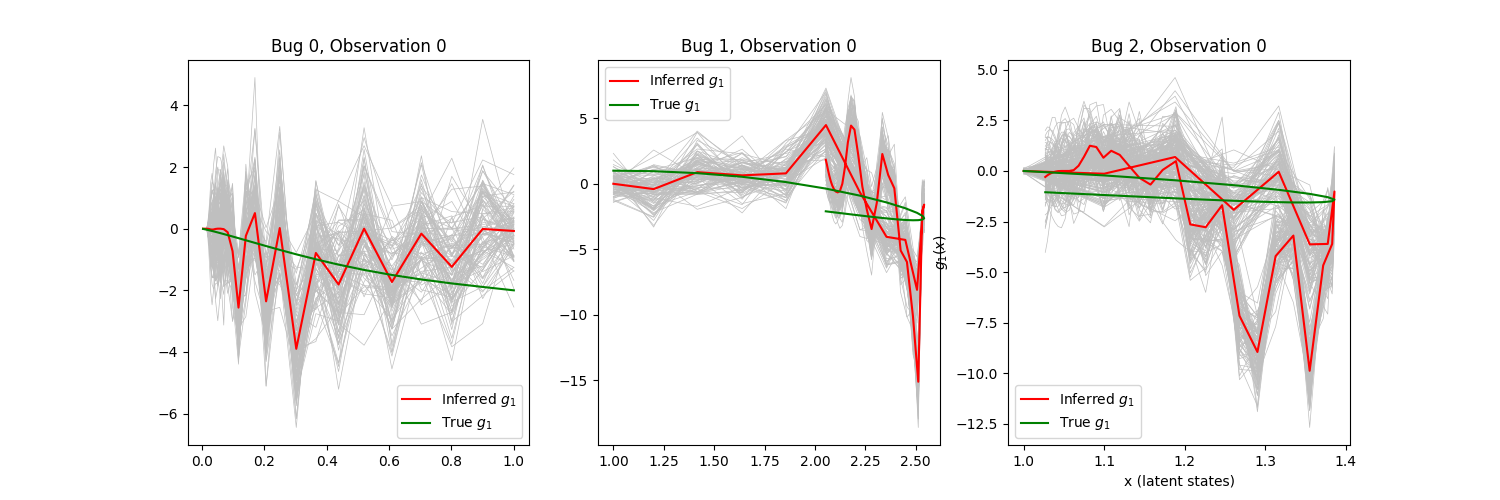 Bug 0, Observation 0
4
2
0
−2
−4
−6
0.0 0.2 0.4 0.6 0.8 1.0
Inferred g₁
True g₁
Bug 1, Observation 0
5
0
−5
−10
−15
1.00 1.25 1.50 1.75 2.00 2.25 2.50
Inferred g₁
True g₁
Bug 2, Observation 0
g₁(x)
5.0
2.5
0.0
−2.5
−5.0
−7.5
−10.0
−12.5
1.0 1.1 1.2 1.3 1.4
x (latent states)
Inferred g₁
True g₁